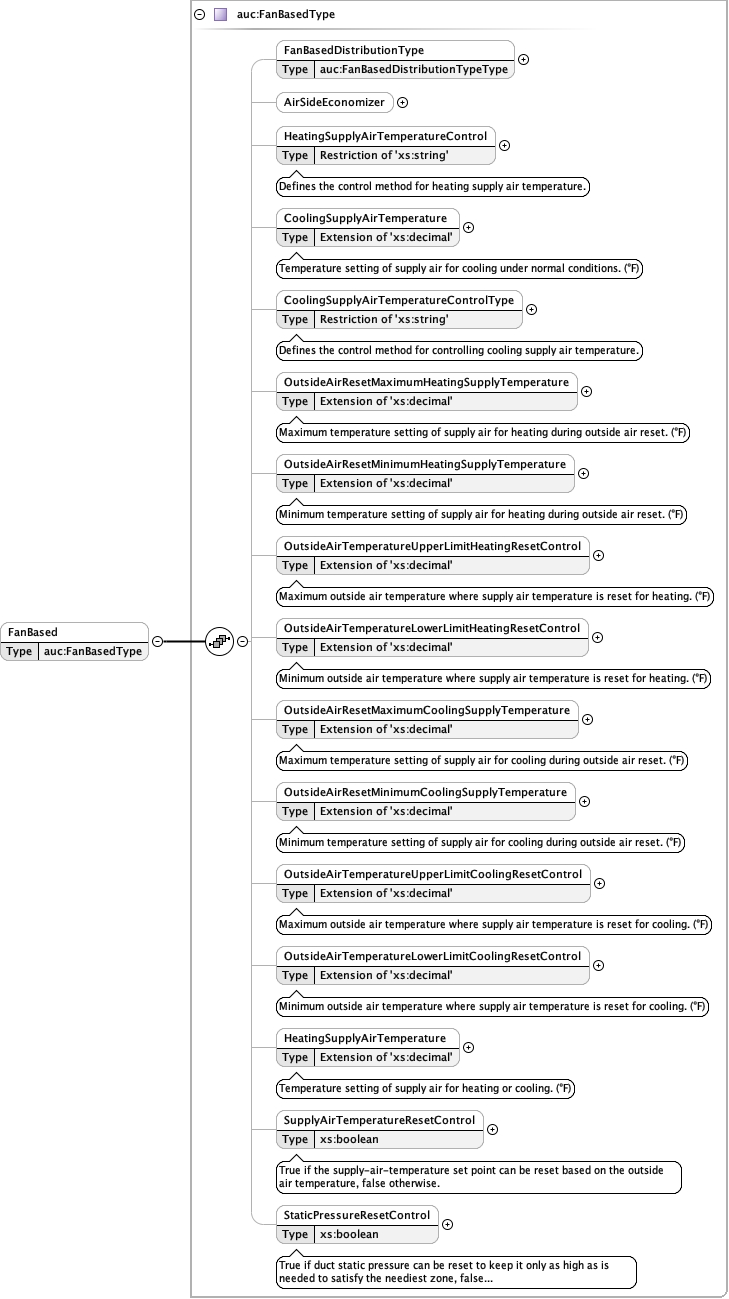 auc:FanBasedType
FanBasedDistributionType
Type auc:FanBasedDistributionTypeType
AirSideEconomizer
HeatingSupplyAirTemperatureControl
Type Restriction of 'xs:string'
Defines the control method for heating supply air temperature.
CoolingSupplyAirTemperature
Type Extension of 'xs:decimal'
Temperature setting of supply air for cooling under normal conditions. (°F)
CoolingSupplyAirTemperatureControlType
Type Restriction of 'xs:string'
Defines the control method for controlling cooling supply air temperature.
OutsideAirResetMaximumHeatingSupplyTemperature
Type Extension of 'xs:decimal'
Maximum temperature setting of supply air for heating during outside air reset. (°F)
OutsideAirResetMinimumHeatingSupplyTemperature
Type Extension of 'xs:decimal'
Minimum temperature setting of supply air for heating during outside air reset. (°F)
OutsideAirTemperatureUpperLimitHeatingResetControl
Type Extension of 'xs:decimal'
Maximum outside air temperature where supply air temperature is reset for heating. (°F)
FanBased
Type auc:FanBasedType
OutsideAirTemperatureLowerLimitHeatingResetControl
Type Extension of 'xs:decimal'
Minimum outside air temperature where supply air temperature is reset for heating. (°F)
OutsideAirResetMaximumCoolingSupplyTemperature
Type Extension of 'xs:decimal'
Maximum temperature setting of supply air for cooling during outside air reset. (°F)
OutsideAirResetMinimumCoolingSupplyTemperature
Type Extension of 'xs:decimal'
Minimum temperature setting of supply air for cooling during outside air reset. (°F)
OutsideAirTemperatureUpperLimitCoolingResetControl
Type Extension of 'xs:decimal'
Maximum outside air temperature where supply air temperature is reset for cooling. (°F)
OutsideAirTemperatureLowerLimitCoolingResetControl
Type Extension of 'xs:decimal'
Minimum outside air temperature where supply air temperature is reset for cooling. (°F)
HeatingSupplyAirTemperature
Type Extension of 'xs:decimal'
Temperature setting of supply air for heating or cooling. (°F)
SupplyAirTemperatureResetControl
Type xs:boolean
True if the supply-air-temperature set point can be reset based on the outside
air temperature, false otherwise.
StaticPressureResetControl
Type xs:boolean
True if duct static pressure can be reset to keep it only as high as is
needed to satisfy the neediest zone, false...